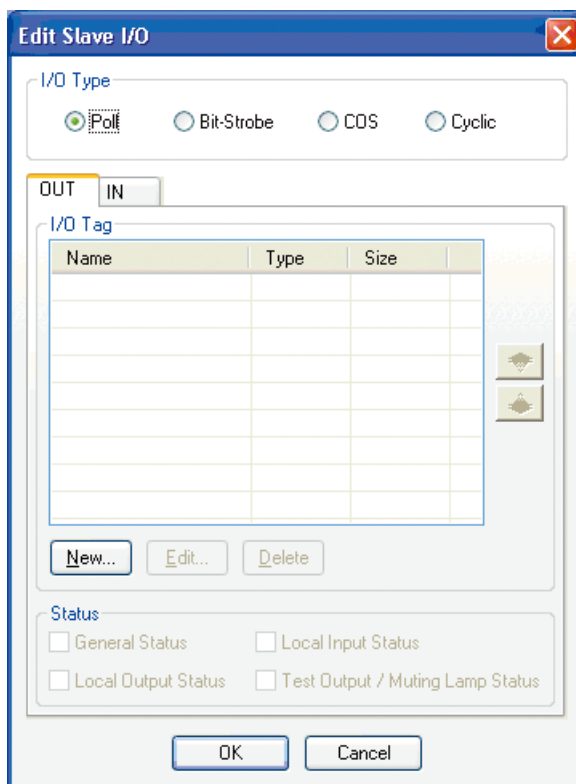 Edit Slave I/O
I/O Type
Poll Bit-Strobe COS Cyclic
OUT IN
I/O Tag
Name Type Size
New... Edit... Delete
Status
General Status Local Input Status
Local Output Status Test Output / Muting Lamp Status
OK Cancel